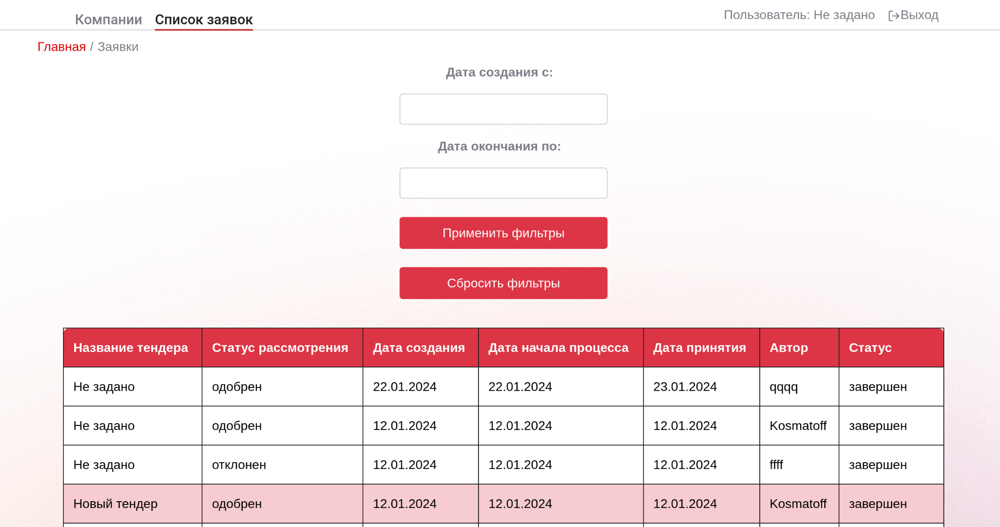 Компании Список заявок Пользователь: Не задано Выход
Главная / Заявки
Дата создания с:
Дата окончания по:
Применить фильтры
Сбросить фильтры
Название тендера Статус рассмотрения Дата создания Дата начала процесса Дата принятия Автор Статус
Не задано одобрен 22.01.2024 22.01.2024 23.01.2024 qqqq завершен
Не задано одобрен 12.01.2024 12.01.2024 12.01.2024 Kosmatoff завершен
Не задано отклонен 12.01.2024 12.01.2024 12.01.2024 ffff завершен
Новый тендер одобрен 12.01.2024 12.01.2024 12.01.2024 Kosmatoff завершен